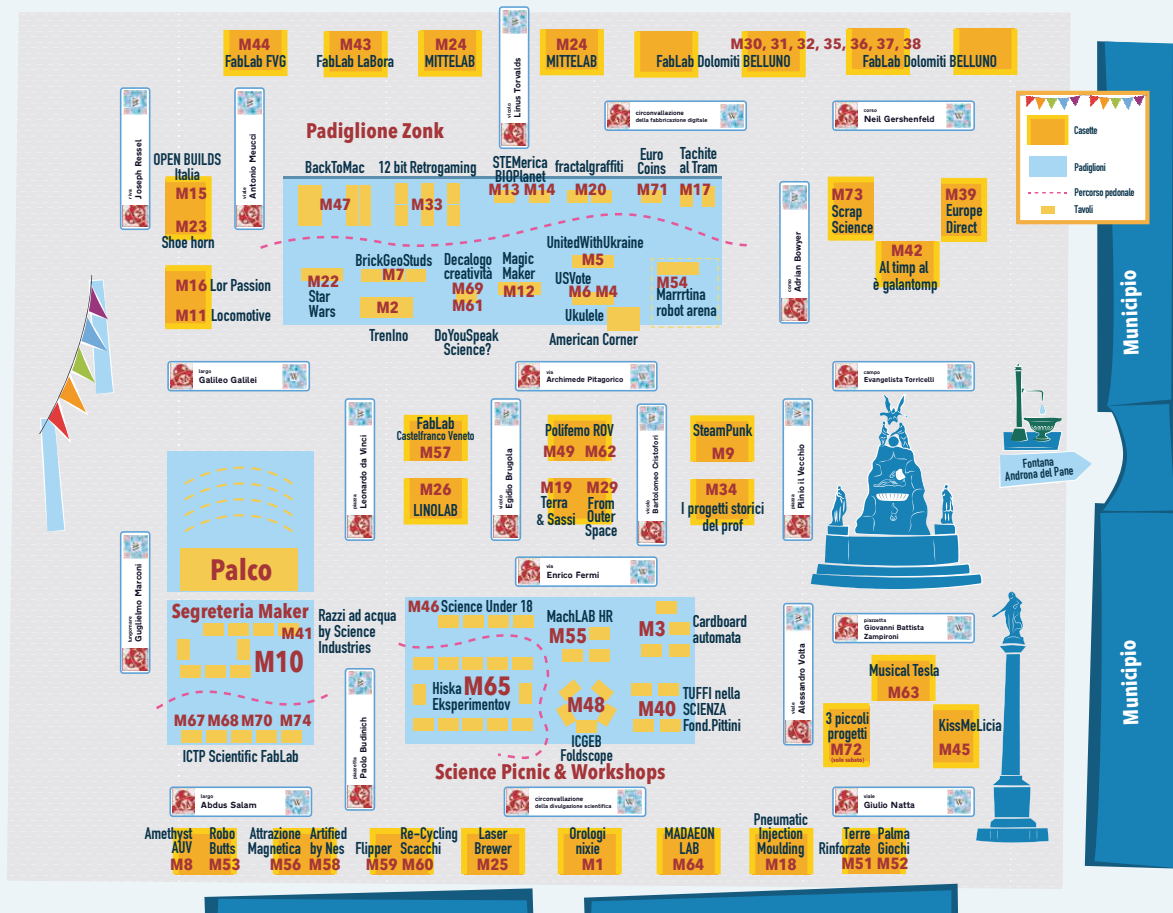 M44
FabLab FVG
M43
FabLab LaBora
M24
MITTELAB
vicolo
Linus Torvalds
M24
MITTELAB
M30, 31, 32, 35, 36, 37, 38
FabLab Dolomiti BELLUNO
FabLab Dolomiti BELLUNO
riva
Joseph Ressel
viale
Antonio Meucci
Padiglione Zonk
circonvallazione
della fabbricazione digitale
corso
Neil Gershenfeld
Casette
Padiglioni
Percorso pedonale
Tavoli
OPEN BUILDS
Italia
M15
M23
Shoe horn
M16 Lor Passion
M11 Locomotive
BackToMac
M47
12 bit Retrogaming
M33
STEMerica
BIOPlanet
M13 M14
fractalgraffiti
M20
Euro
Coins
M71
Tachite
al Tram
M17
M22
Star
Wars
BrickGeoStuds
M7
M2
TrenIno
Decalogo
creatività
M69
M61
DoYouSpeak
Science?
Magic
Maker
M12
UnitedWithUkraine
M5
USVote
M6 M4
Ukulele
American Corner
M54
Marrrtina
robot arena
corso
Adrian Bowyer
M73
Scrap
Science
M39
Europe
Direct
M42
Al timp al
è galantomp
Municipio
largo
Galileo Galilei
via
Archimede Pitagorico
campo
Evangelista Torricelli
piazza
Leonardo da Vinci
FabLab
Castelfranco Veneto
M57
M26
LINOLAB
vicolo
Egidio Brugola
Polifemo ROV
M49 M62
M19
Terra
& Sassi
M29
From
Outer
Space
vicolo
Bartolomeo Cristofori
SteamPunk
M9
M34
I progetti storici
del prof
piazza
Plinio il Vecchio
Fontana
Androna del Pane
Palco
via
Enrico Fermi
lungomare
Guglielmo Marconi
Segreteria Maker
M41
M10
Razzi ad acqua
by Science
Industries
M67 M68 M70 M74
ICTP Scientific FabLab
piazzetta
Paolo Budinich
M46 Science Under 18
Hiska
Eksperimentov
M65
MachLAB HR
M55
M48
ICGEB
Foldscope
M3
Cardboard
automata
M40
TUFFI nella
SCIENZA
Fond.Pittini
Science Picnic & Workshops
viale
Alessandro Volta
piazzetta
Giovanni Battista
Zampironi
Musical Tesla
M63
3 piccoli
progetti
M72
(solo sabato)
KissMeLicia
M45
Municipio
largo
Abdus Salam
circonvallazione
della divulgazione scientifica
viale
Giulio Natta
Amethyst
AUV
M8
Robo
Butts
M53
Attrazione
Magnetica
M56
Artified
by Nes
M58
Flipper
M59
Re-Cycling
Scacchi
M60
Laser
Brewer
M25
Orologi
nixie
M1
MADAEON
LAB
M64
Pneumatic
Injection
Moulding
M18
Terre
Rinforzate
M51
Palma
Giochi
M52